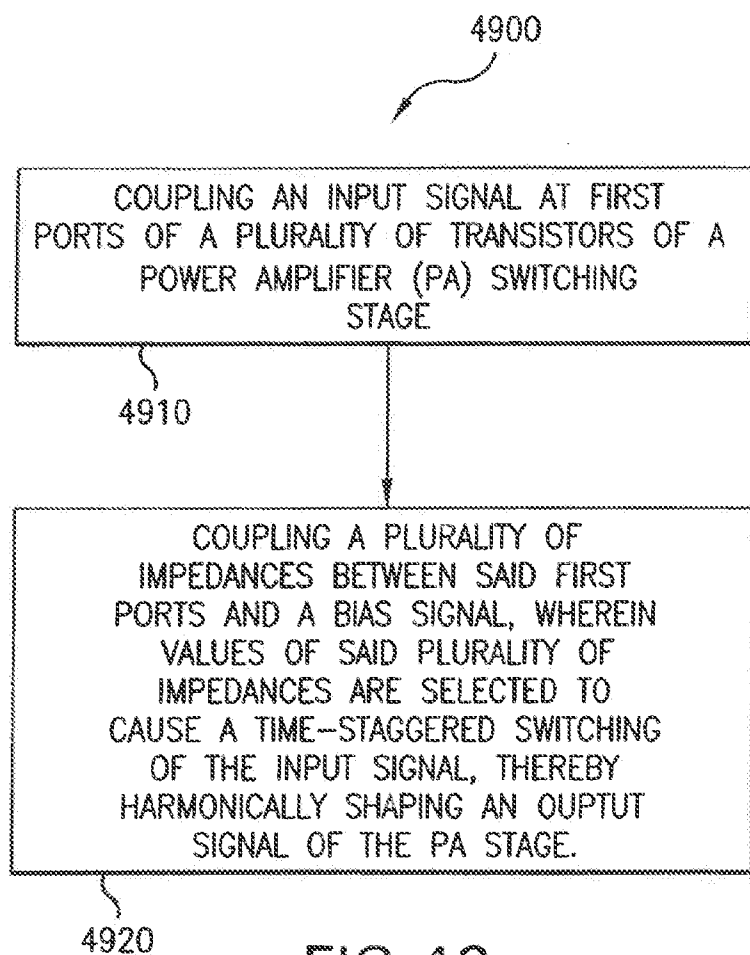 4900
COUPLING AN INPUT SIGNAL AT FIRST
PORTS OF A PLURALITY OF TRANSISTORS OF A
POWER AMPLIFIER (PA) SWITCHING
STAGE
4910
COUPLING A PLURALITY OF
IMPEDANCES BETWEEN SAID FIRST
PORTS AND A BIAS SIGNAL, WHEREIN
VALUES OF SAID PLURALITY OF
IMPEDANCES ARE SELECTED TO
CAUSE A TIME-STAGGERED SWITCHING
OF THE INPUT SIGNAL, THEREBY
HARMONICALLY SHAPING AN OUPTUT
SIGNAL OF THE PA STAGE.
4920